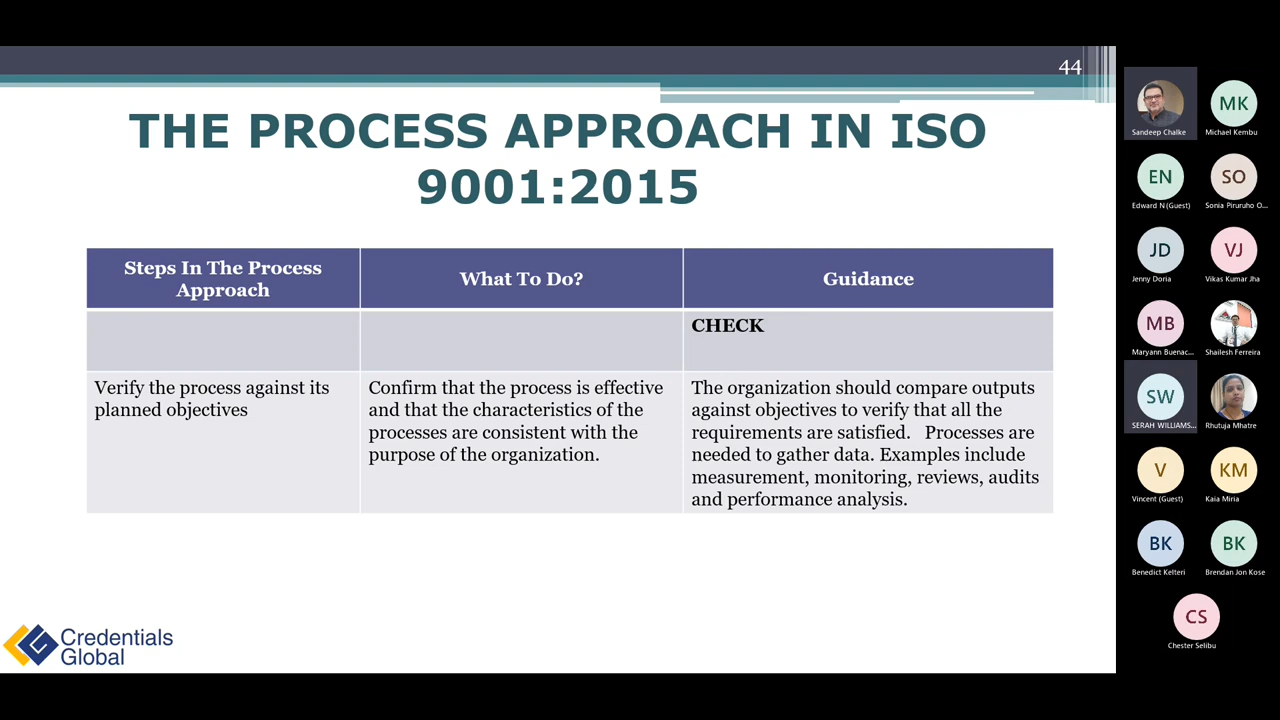 44
THE PROCESS APPROACH IN ISO
9001:2015
Steps In The Process
Approach
What To Do?
Guidance
CHECK
Verify the process against its
planned objectives
Confirm that the process is effective
and that the characteristics of the
processes are consistent with the
purpose of the organization.
The organization should compare outputs
against objectives to verify that all the
requirements are satisfied.   Processes are
needed to gather data. Examples include
measurement, monitoring, reviews, audits
and performance analysis.
Credentials
Global
Sandeep Chalke
MK
Michael Kembu
EN
Edward N (Guest)
SO
Sonia Piruruho O...
JD
Jenny Doria
VJ
Vikas Kumar Jha
MB
Maryann Buenac...
Shailesh Ferreira
SW
SERAH WILLIAMS...
Rhutuja Mhatre
V
Vincent (Guest)
KM
Kaia Miria
BK
Benedict Kelteri
BK
Brendan Jon Kose
CS
Chester Selibu